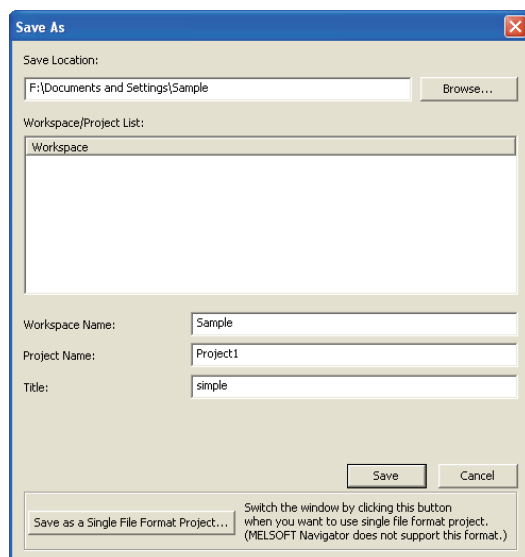 Save As
Save Location:
F:\Documents and Settings\Sample
Browse...
Workspace/Project List:
Workspace
Workspace Name:
Sample
Project Name:
Project1
Title:
simple
Save
Cancel
Save as a Single File Format Project...
Switch the window by clicking this button
when you want to use single file format project.
(MELSOFT Navigator does not support this format.)